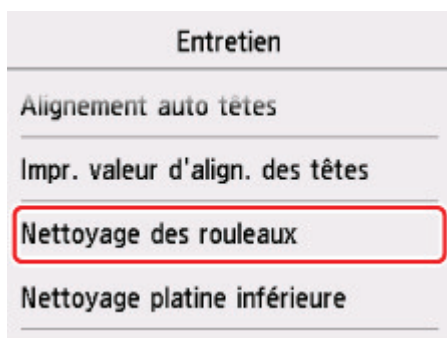 Entretien
Alignement auto têtes
Impr. valeur d'align. des têtes
Nettoyage des rouleaux
Nettoyage platine inférieure